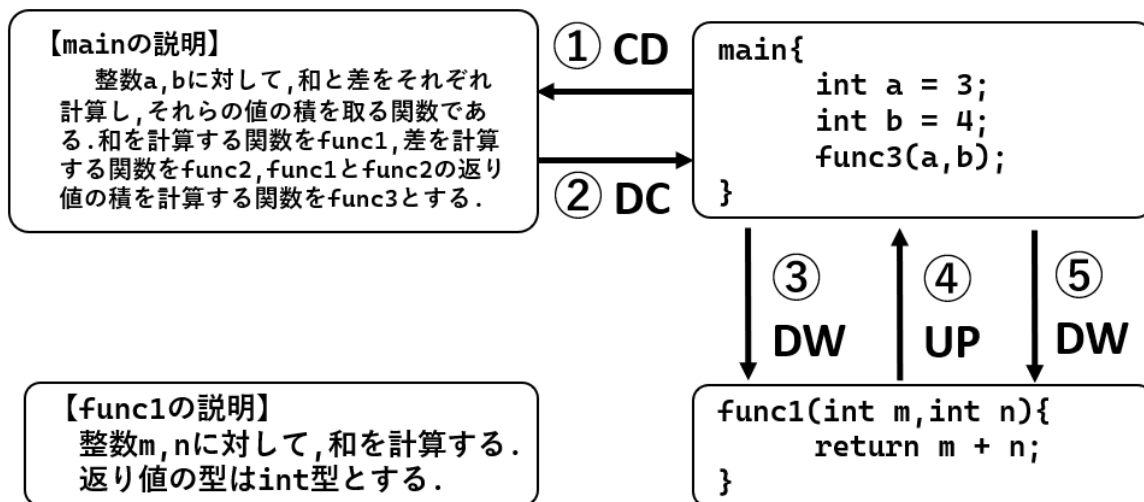 【mainの説明】
整数a,bに対して,和と差をそれぞれ
計算し,それらの値の積を取る関数であ
る.和を計算する関数をfunc1,差を計算
する関数をfunc2,func1とfunc2の返り
値の積を計算する関数をfunc3とする.
① CD
② DC
main{
int a = 3;
int b = 4;
func3(a,b);
}
③
DW
④
UP
⑤
DW
【func1の説明】
整数m,nに対して,和を計算する.
返り値の型はint型とする.
func1(int m,int n){
return m + n;
}